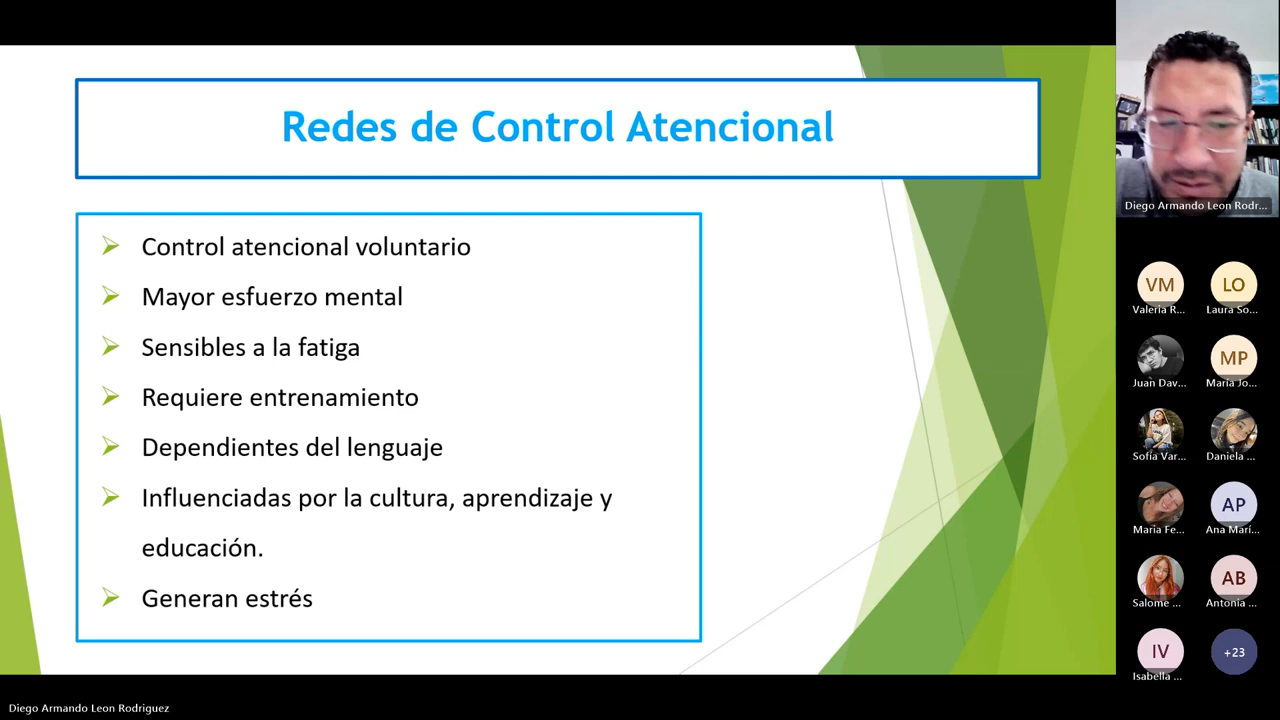 Redes de Control Atencional
Control atencional voluntario
Mayor esfuerzo mental
Sensibles a la fatiga
Requiere entrenamiento
Dependientes del lenguaje
Influenciadas por la cultura, aprendizaje y
educación.
Generan estrés
Diego Armando Leon Rodr...
VM
LO
Valeria R...
Laura So...
MP
Juan Dav...
María Jo...
Sofía Var...
Daniela ...
AP
Maria Fe...
Ana Marí...
AB
Salome ...
Antonia ...
IV
+23
Isabella ...
Diego Armando Leon Rodriguez